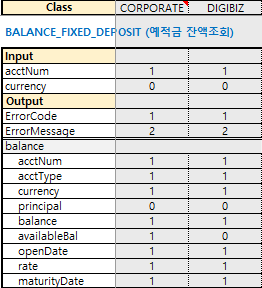 Class CORPORATE DIGIBIZ
BALANCE_FIXED_DEPOSIT (예적금 잔액조회)
Input
acctNum 1 1
currency 0 0
Output
ErrorCode 1 1
ErrorMessage 2 2
balance
acctNum 1 1
acctType 1 1
currency 1 1
principal 0 0
balance 1 1
availableBal 1 0
openDate 1 1
rate 1 1
maturityDate 1 1